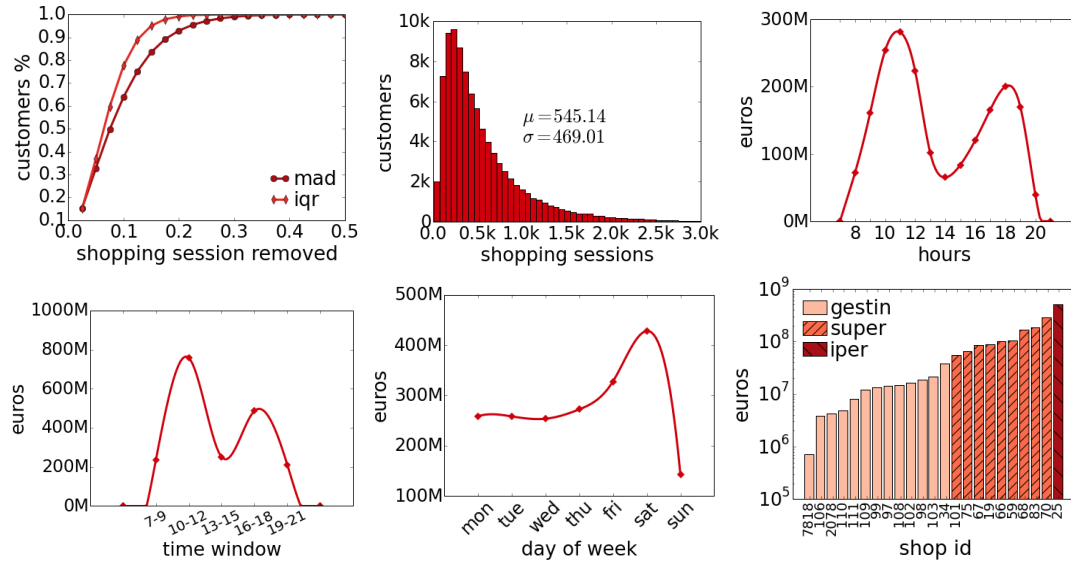 1.0
0.9
0.8
0.7
0.6
0.5
0.4
0.3
0.2
0.1
customers %
mad
iqr
0.0 0.1 0.2 0.3 0.4 0.5
shopping session removed
10k
8k
6k
4k
2k
0
customers
μ = 545.14
σ = 469.01
0.0 0.5k 1.0k 1.5k 2.0k 2.5k 3.0k
shopping sessions
300M
200M
100M
0M
euros
8 10 11 12 14 16 18 20
hours
1000M
800M
600M
400M
200M
0M
euros
7-9 10-12 13-15 16-18 19-21
time window
500M
400M
300M
200M
100M
euros
mon tue wed thu fri sat sun
day of week
10^9
10^8
10^7
10^6
10^5
euros
gestin
super
iper
7818 106 2078 110 111 109 99 97 108 102 98 103 34 101 75 67 19 66 59 68 83 70 25
shop id